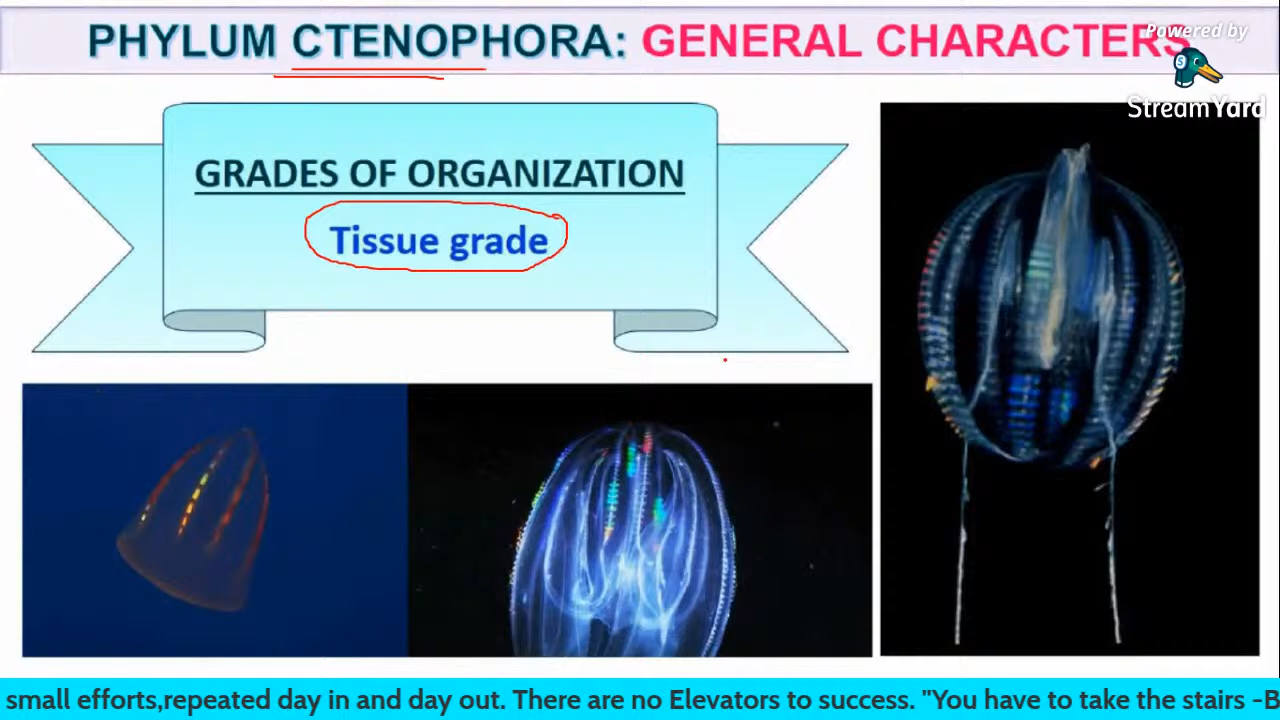 PHYLUM CTENOPHORA: GENERAL CHARACTERS
Powered by
StreamYard
GRADES OF ORGANIZATION
Tissue grade
small efforts,repeated day in and day out. There are no Elevators to success. "You have to take the stairs -B